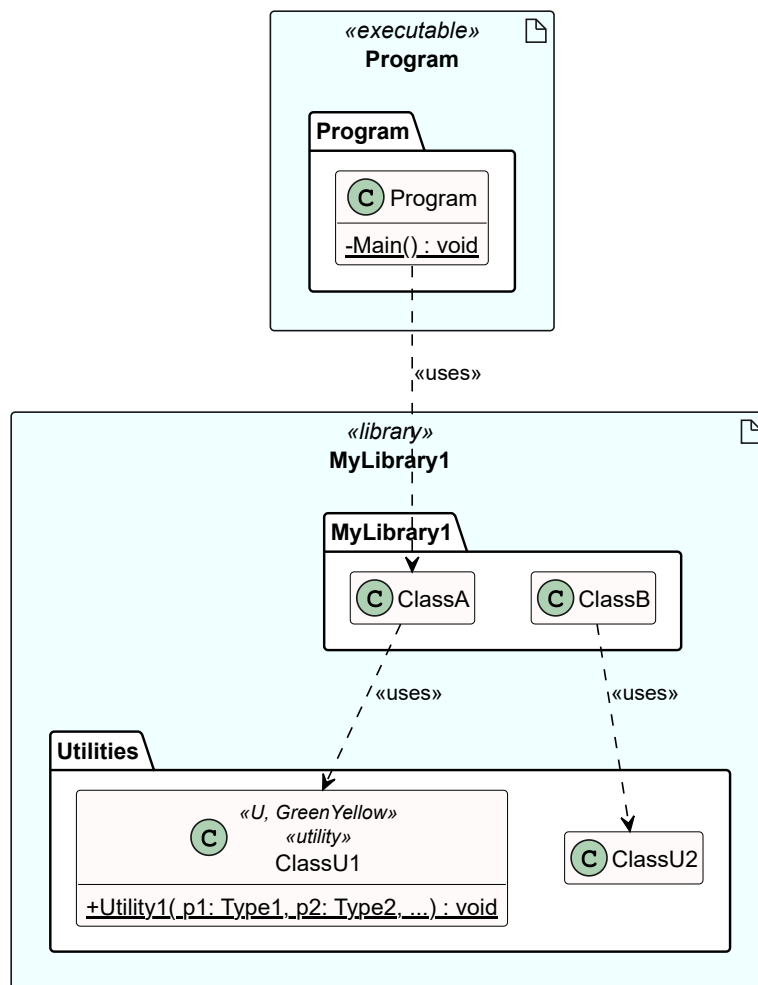 «executable»
Program
Program
C Program
-Main() : void
«uses»
«library»
MyLibrary1
MyLibrary1
C ClassA
C ClassB
«uses»
«uses»
Utilities
«U, GreenYellow»
«utility»
C
ClassU1
+Utility1( p1: Type1, p2: Type2, ...) : void
C ClassU2